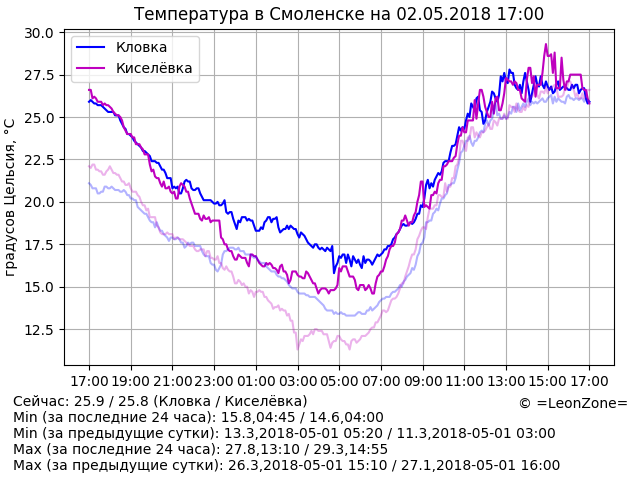 Температура в Смоленске на 02.05.2018 17:00
Кловка
Киселёвка
градусов Цельсия, °C
30.0
27.5
25.0
22.5
20.0
17.5
15.0
12.5
17:00 19:00 21:00 23:00 01:00 03:00 05:00 07:00 09:00 11:00 13:00 15:00 17:00
Сейчас: 25.9 / 25.8 (Кловка / Киселёвка)
© =LeonZone=
Min (за последние 24 часа): 15.8,04:45 / 14.6,04:00
Min (за предыдущие сутки): 13.3,2018-05-01 05:20 / 11.3,2018-05-01 03:00
Max (за последние 24 часа): 27.8,13:10 / 29.3,14:55
Max (за предыдущие сутки): 26.3,2018-05-01 15:10 / 27.1,2018-05-01 16:00